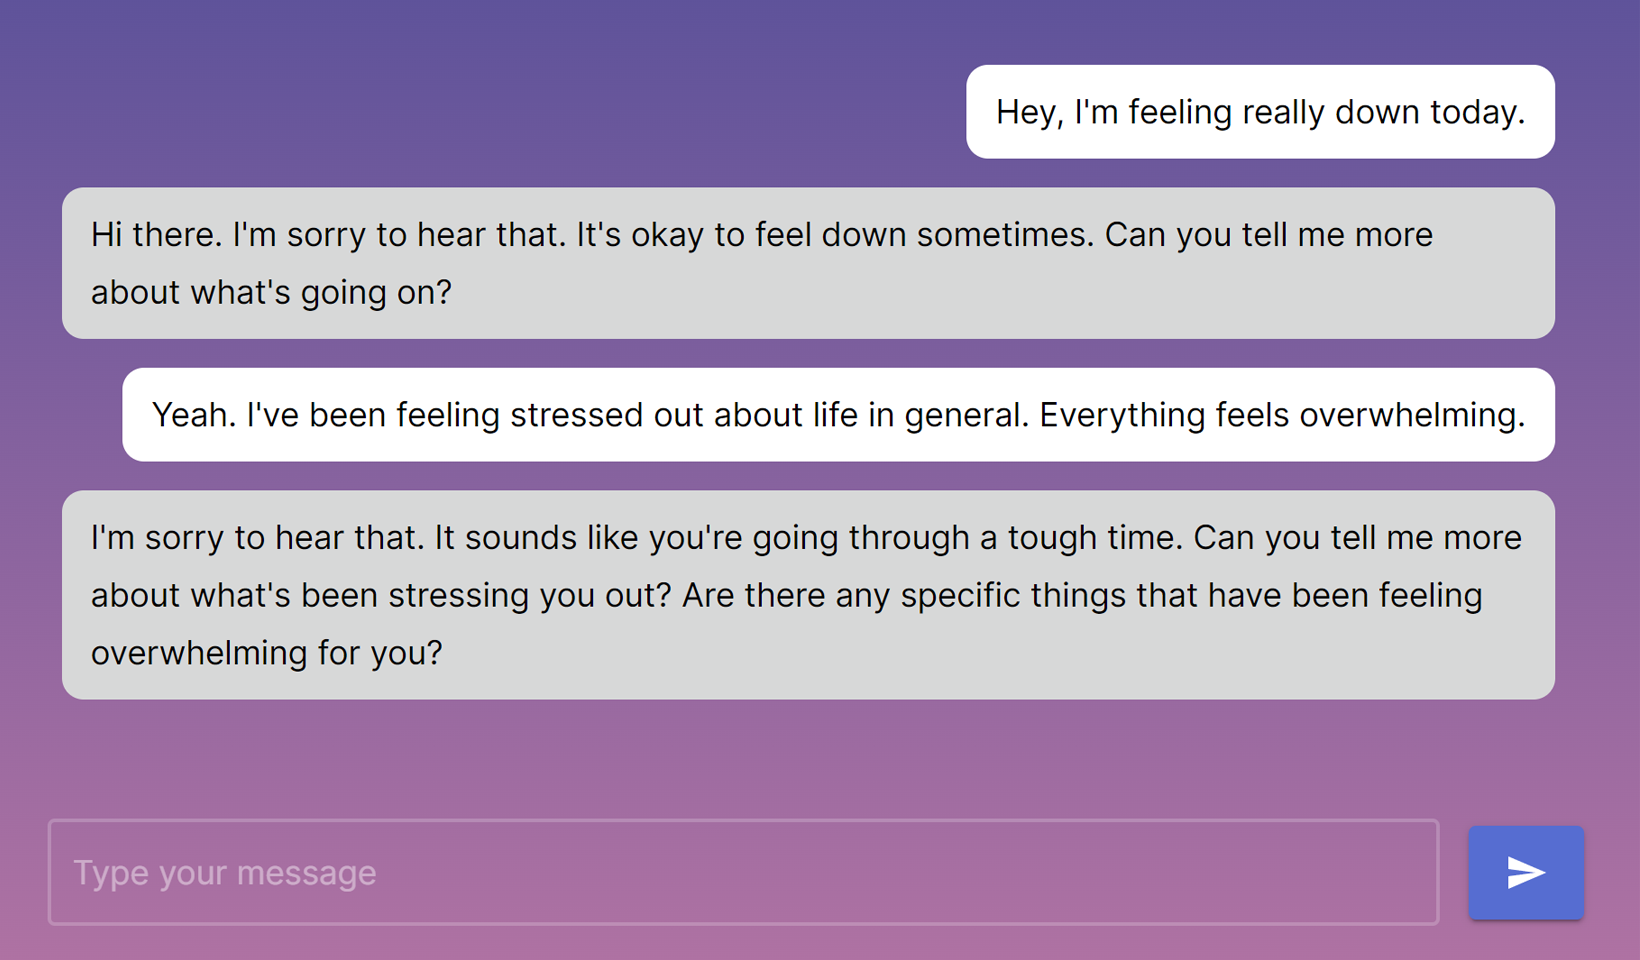 Hey, I'm feeling really down today.
Hi there. I'm sorry to hear that. It's okay to feel down sometimes. Can you tell me more
about what's going on?
Yeah. I've been feeling stressed out about life in general. Everything feels overwhelming.
I'm sorry to hear that. It sounds like you're going through a tough time. Can you tell me more
about what's been stressing you out? Are there any specific things that have been feeling
overwhelming for you?
Type your message